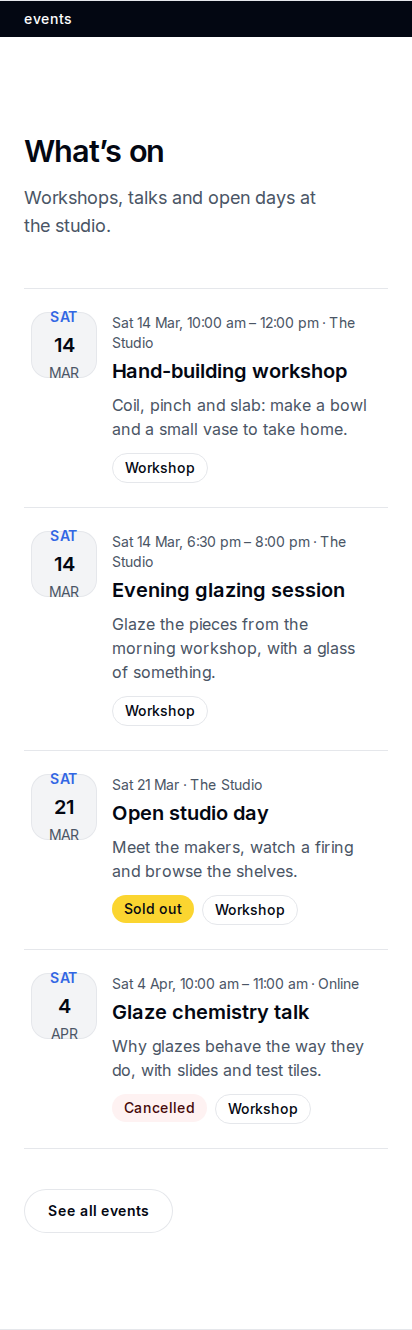 events
What’s on
Workshops, talks and open days at
the studio.
SAT
14
MAR
Sat 14 Mar, 10:00 am – 12:00 pm · The
Studio
Hand-building workshop
Coil, pinch and slab: make a bowl
and a small vase to take home.
Workshop
SAT
14
MAR
Sat 14 Mar, 6:30 pm – 8:00 pm · The
Studio
Evening glazing session
Glaze the pieces from the
morning workshop, with a glass
of something.
Workshop
SAT
21
MAR
Sat 21 Mar · The Studio
Open studio day
Meet the makers, watch a firing
and browse the shelves.
Sold out
Workshop
SAT
4
APR
Sat 4 Apr, 10:00 am – 11:00 am · Online
Glaze chemistry talk
Why glazes behave the way they
do, with slides and test tiles.
Cancelled
Workshop
See all events